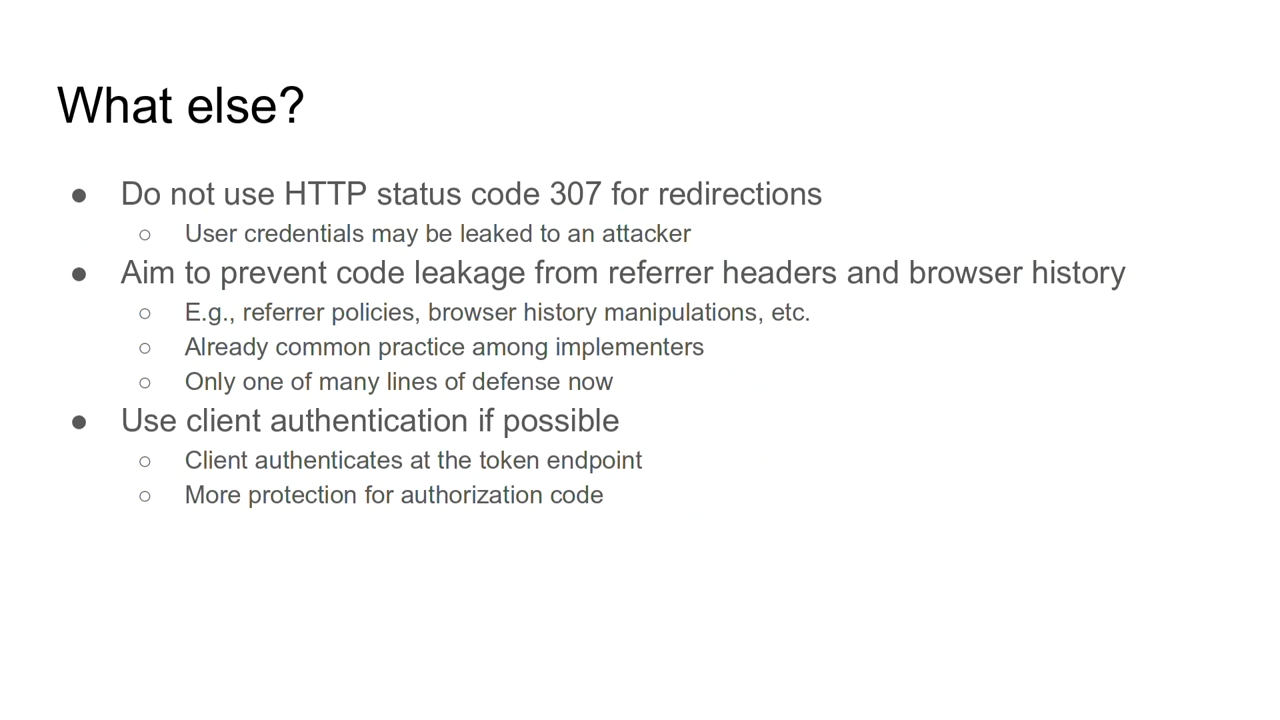 What else?
● Do not use HTTP status code 307 for redirections
○ User credentials may be leaked to an attacker
● Aim to prevent code leakage from referrer headers and browser history
○ E.g., referrer policies, browser history manipulations, etc.
○ Already common practice among implementers
○ Only one of many lines of defense now
● Use client authentication if possible
○ Client authenticates at the token endpoint
○ More protection for authorization code